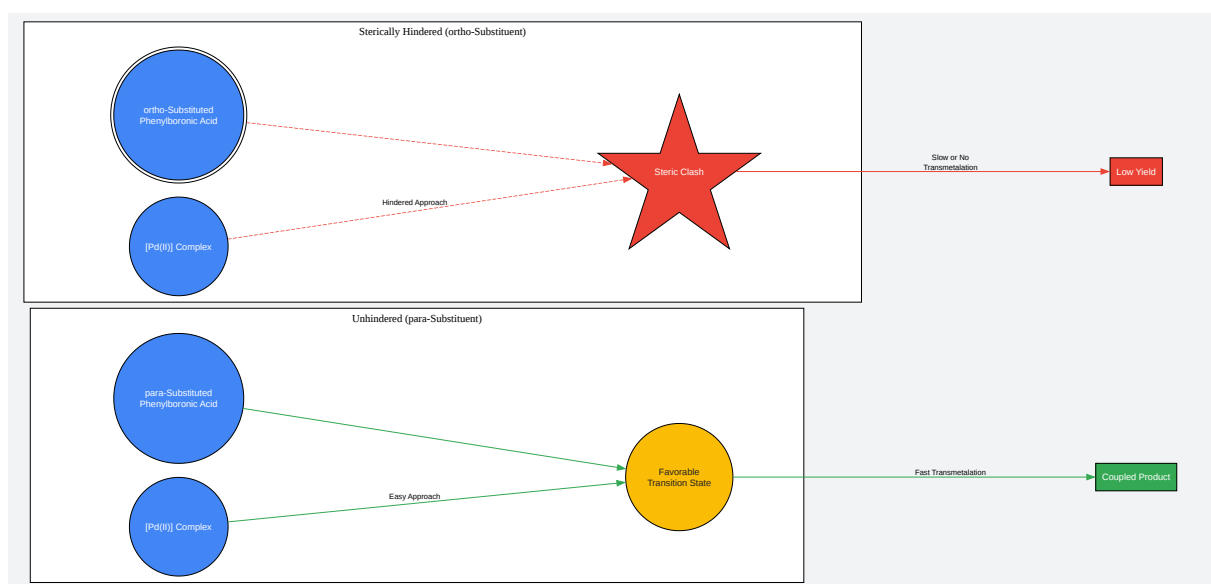 Sterically Hindered (ortho-Substituent)
ortho-Substituted
Phenylboronic Acid
[Pd(II)] Complex
Hindered Approach
Steric Clash
Slow or No
Transmetalation
Low Yield
Unhindered (para-Substituent)
para-Substituted
Phenylboronic Acid
[Pd(II)] Complex
Easy Approach
Favorable
Transition State
Fast Transmetalation
Coupled Product